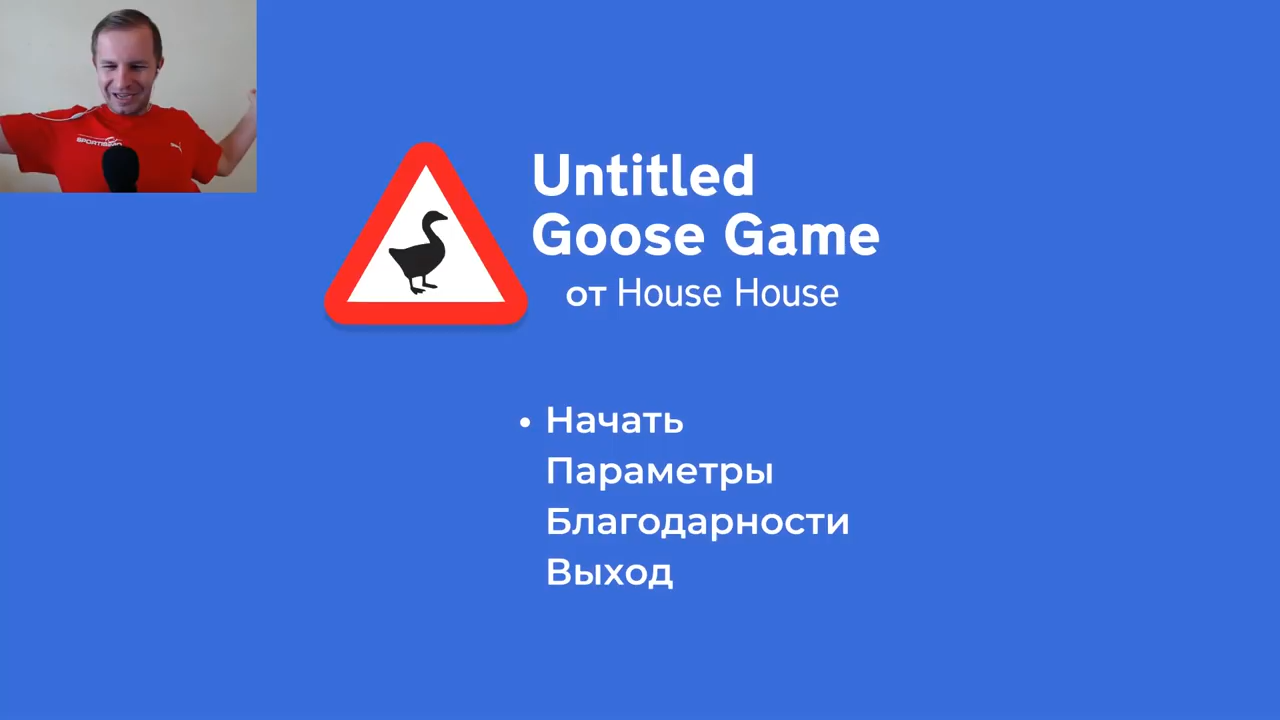 Untitled
Goose Game
от House House
Начать
Параметры
Благодарности
Выход